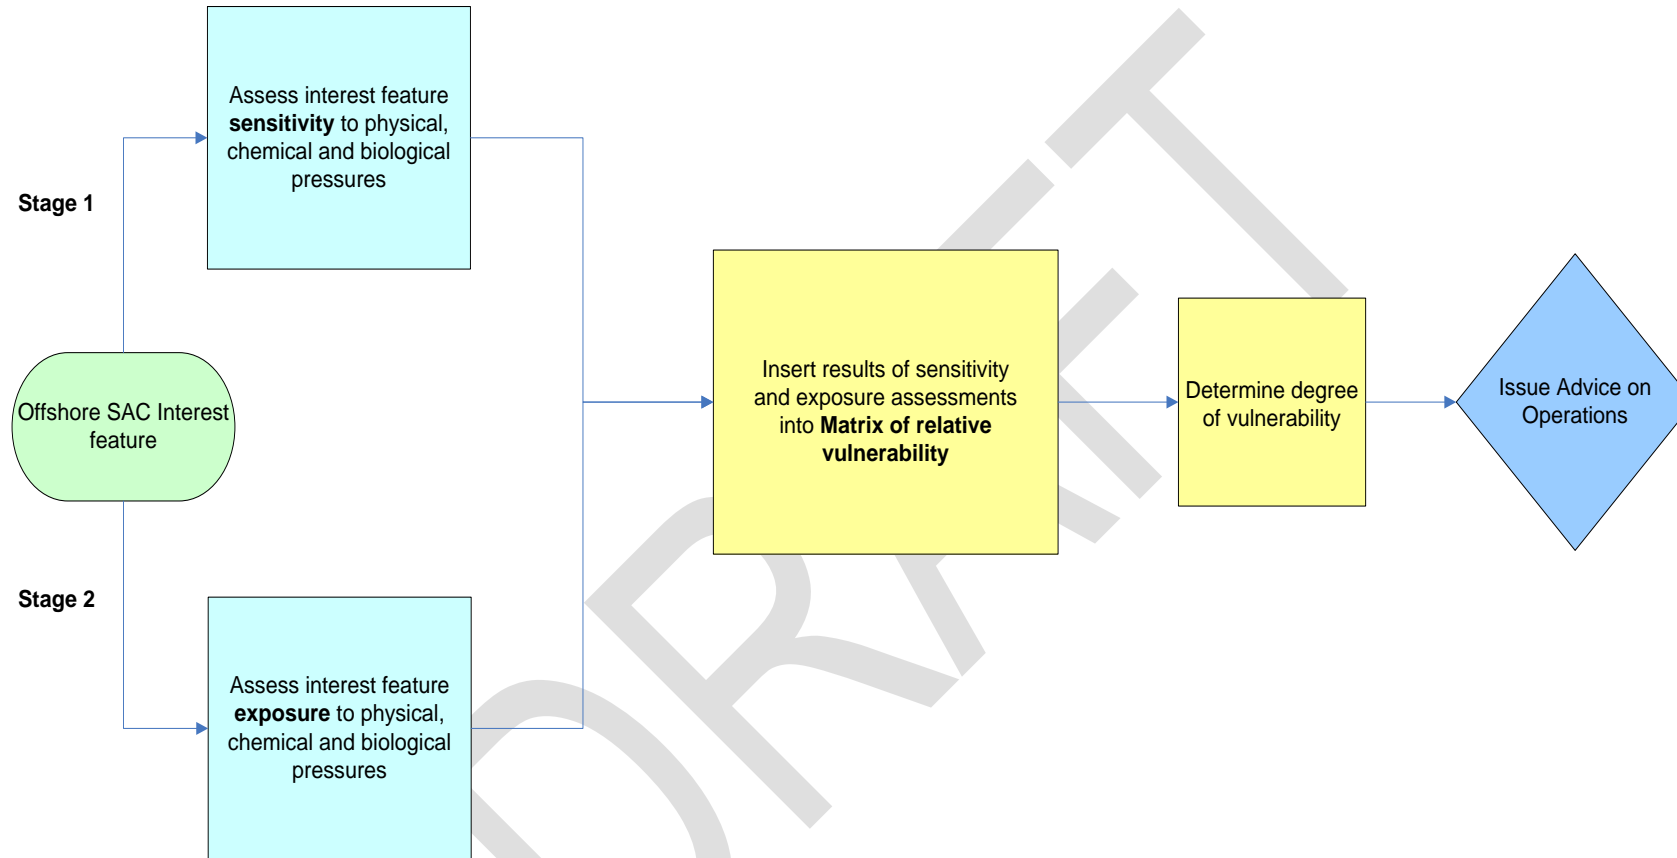 Stage 1
Assess interest feature
sensitivity to physical,
chemical and biological
pressures
Offshore SAC Interest
feature
Stage 2
Assess interest feature
exposure to physical,
chemical and biological
pressures
Insert results of sensitivity
and exposure assessments
into Matrix of relative
vulnerability
Determine degree
of vulnerability
Issue Advice on
Operations
DRAFT